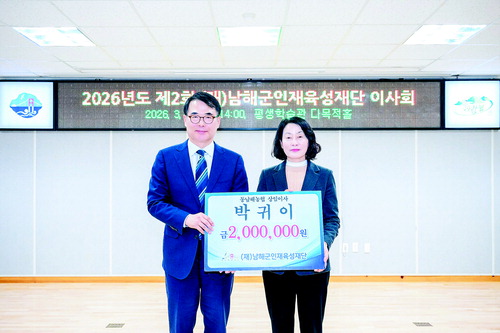 2026년도 제2회 (재)남해군인재육성재단 이사회
2026. 3. 14:00, 평생학습관 다목적홀
동남해농협 상임이사
박귀이
금2,000,000원
(재)남해군인재육성재단